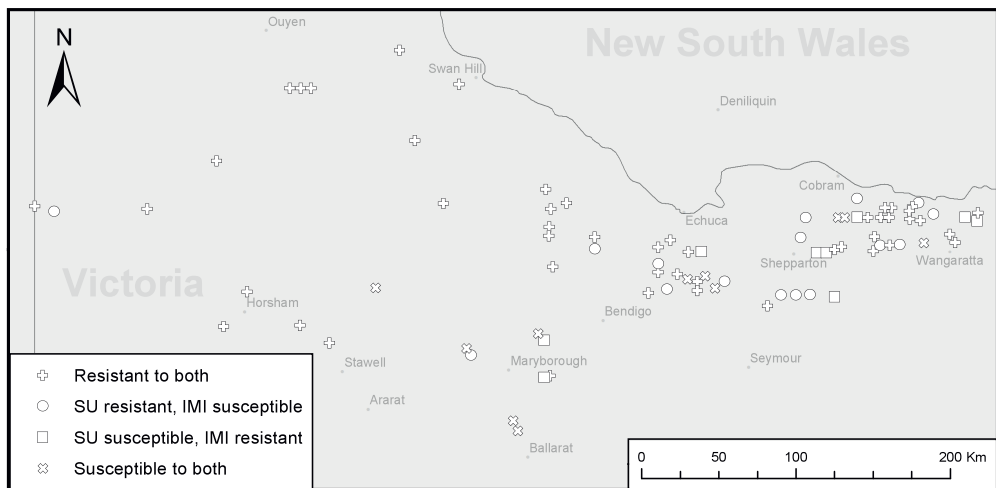 Ouyen
New South Wales
N
Swan Hill
Deniliquin
Cobram
Echuca
Shepparton
Wangaratta
Victoria
Horsham
Bendigo
Stawell
Maryborough
Seymour
Ararat
Ballarat
Resistant to both
SU resistant, IMI susceptible
SU susceptible, IMI resistant
Susceptible to both
0 50 100 200 Km